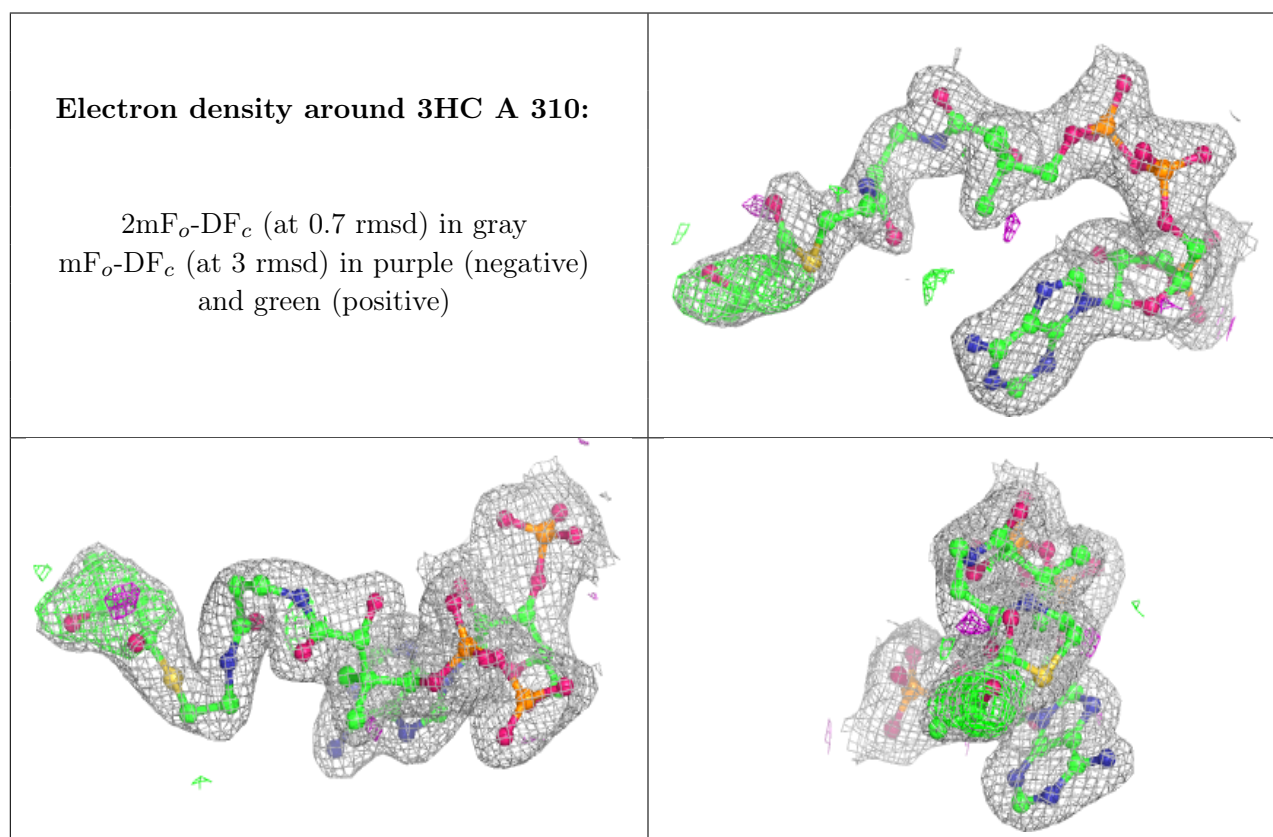 Electron density around 3HC A 310:
2mFo-DFc (at 0.7 rmsd) in gray
mFo-DFc (at 3 rmsd) in purple (negative)
and green (positive)